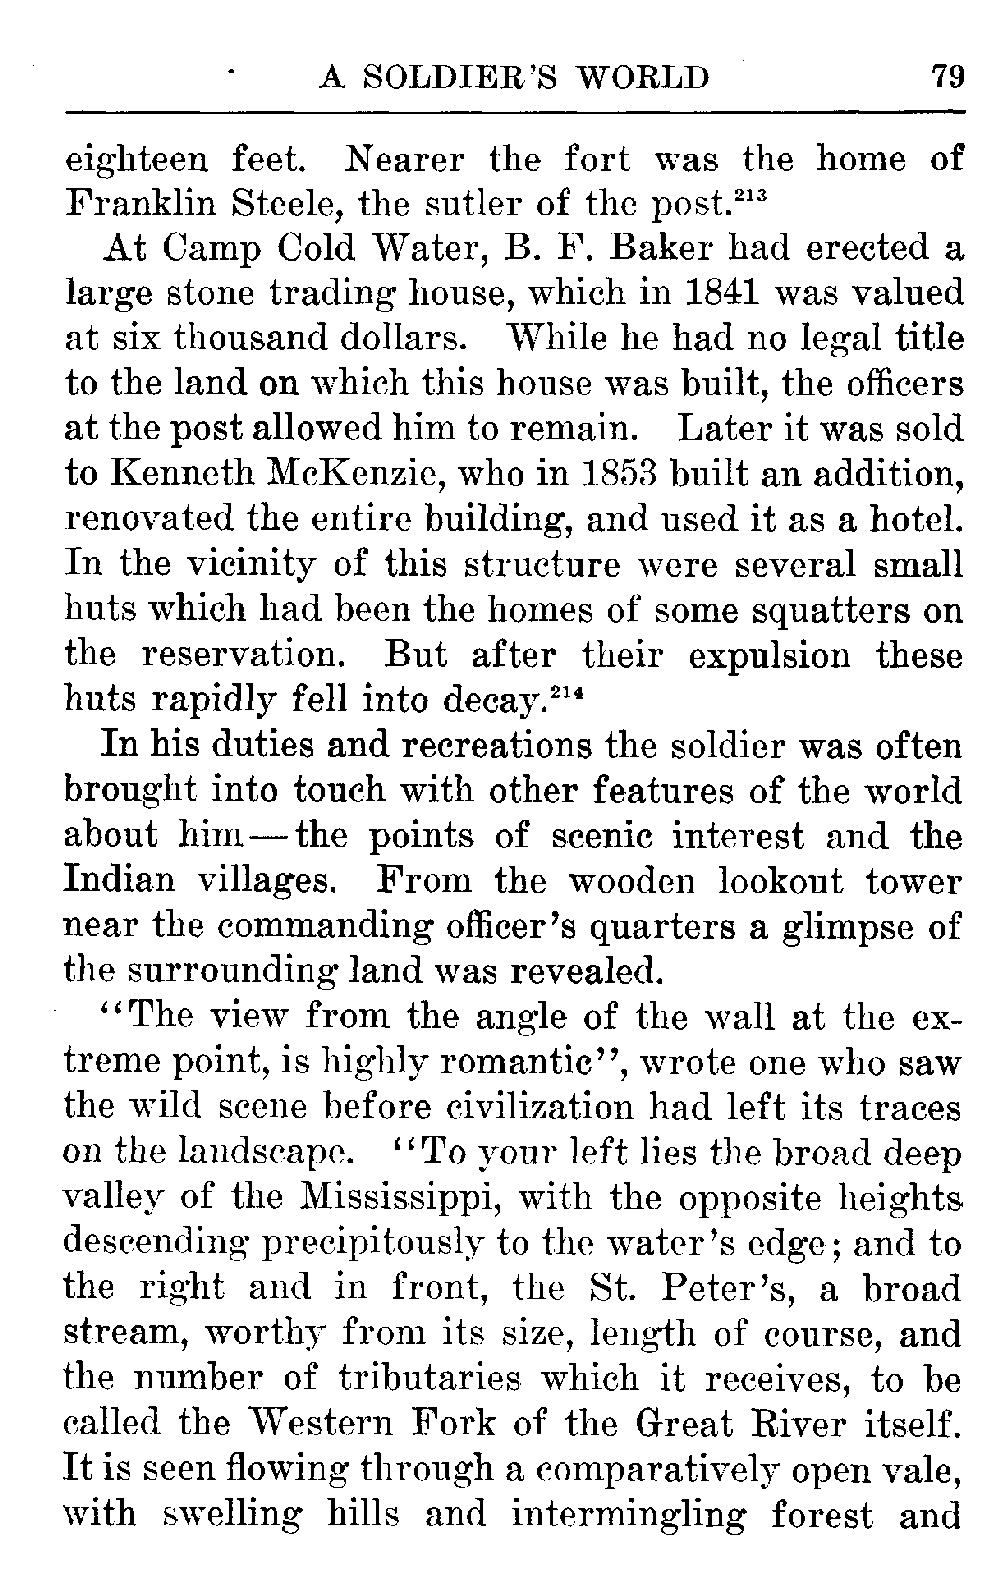 A SOLDIER'S WORLD 79
eighteen feet. Nearer the fort was the home of
Franklin Steele, the sutler of the post.²¹³
At Camp Cold Water, B. F. Baker had erected a
large stone trading house, which in 1841 was valued
at six thousand dollars. While he had no legal title
to the land on which this house was built, the officers
at the post allowed him to remain. Later it was sold
to Kenneth McKenzie, who in 1853 built an addition,
renovated the entire building, and used it as a hotel.
In the vicinity of this structure were several small
huts which had been the homes of some squatters on
the reservation. But after their expulsion these
huts rapidly fell into decay.²¹⁴
In his duties and recreations the soldier was often
brought into touch with other features of the world
about him—the points of scenic interest and the
Indian villages. From the wooden lookout tower
near the commanding officer's quarters a glimpse of
the surrounding land was revealed.
"The view from the angle of the wall at the ex-
treme point, is highly romantic", wrote one who saw
the wild scene before civilization had left its traces
on the landscape. "To your left lies the broad deep
valley of the Mississippi, with the opposite heights
descending precipitously to the water's edge; and to
the right and in front, the St. Peter's, a broad
stream, worthy from its size, length of course, and
the number of tributaries which it receives, to be
called the Western Fork of the Great River itself.
It is seen flowing through a comparatively open vale,
with swelling hills and intermingling forest and